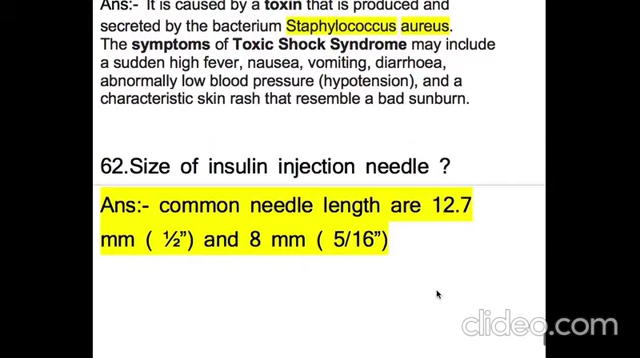 Ans:- It is caused by a toxin that is produced and
secreted by the bacterium Staphylococcus aureus.
The symptoms of Toxic Shock Syndrome may include
a sudden high fever, nausea, vomiting, diarrhoea,
abnormally low blood pressure (hypotension), and a
characteristic skin rash that resemble a bad sunburn.
62.Size of insulin injection needle ?
Ans:- common needle length are 12.7
mm ( ½”) and 8 mm ( 5/16”)
clideo.com